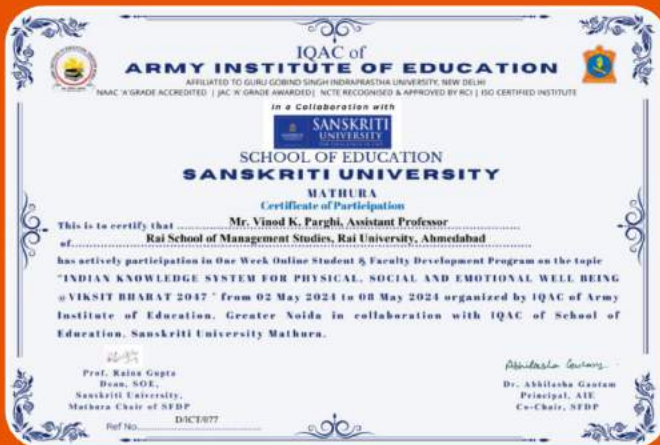 IQAC of
ARMY INSTITUTE OF EDUCATION
AFFILIATED TO GURU GOBIND SINGH INDRAPRASTHA UNIVERSITY, NEW DELHI
NAAC 'A'GRADE ACCREDITED | JAC 'A' GRADE AWARDED| NCTE RECOGNISED & APPROVED BY RCI | ISO CERTIFIED INSTITUTE
in a Collaboration with
SANSKRITI
UNIVERSITY
SCHOOL OF EDUCATION
SANSKRITI UNIVERSITY
MATHURA
Certificate of Participation
This is to certify that Mr. Vinod K. Parghi, Assistant Professor
of Rai School of Management Studies, Rai University, Ahmedabad
has actively participation in One Week Online Student & Faculty Development Program on the topic
"INDIAN KNOWLEDGE SYSTEM FOR PHYSICAL, SOCIAL AND EMOTIONAL WELL BEING
@VIKSIT BHARAT 2047 " from 02 May 2024 to 08 May 2024 organized by IQAC of Army
Institute of Education, Greater Noida in collaboration with IQAC of School of
Education, Sanskriti University Mathura.
Prof. Rainu Gupta
Dean, SOE,
Sanskriti University,
Mathura Chair of SFDP
Ref No. D/ICT/077
Abhilasha Gautam
Dr. Abhilasha Gautam
Principal, AIE
Co-Chair, SFDP